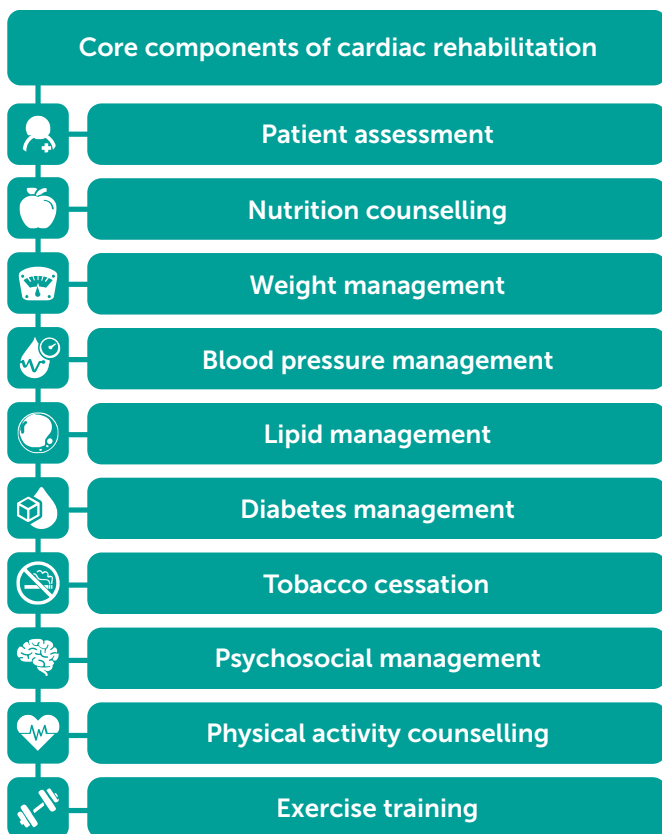 Core components of cardiac rehabilitation
Patient assessment
Nutrition counselling
Weight management
Blood pressure management
Lipid management
Diabetes management
Tobacco cessation
Psychosocial management
Physical activity counselling
Exercise training